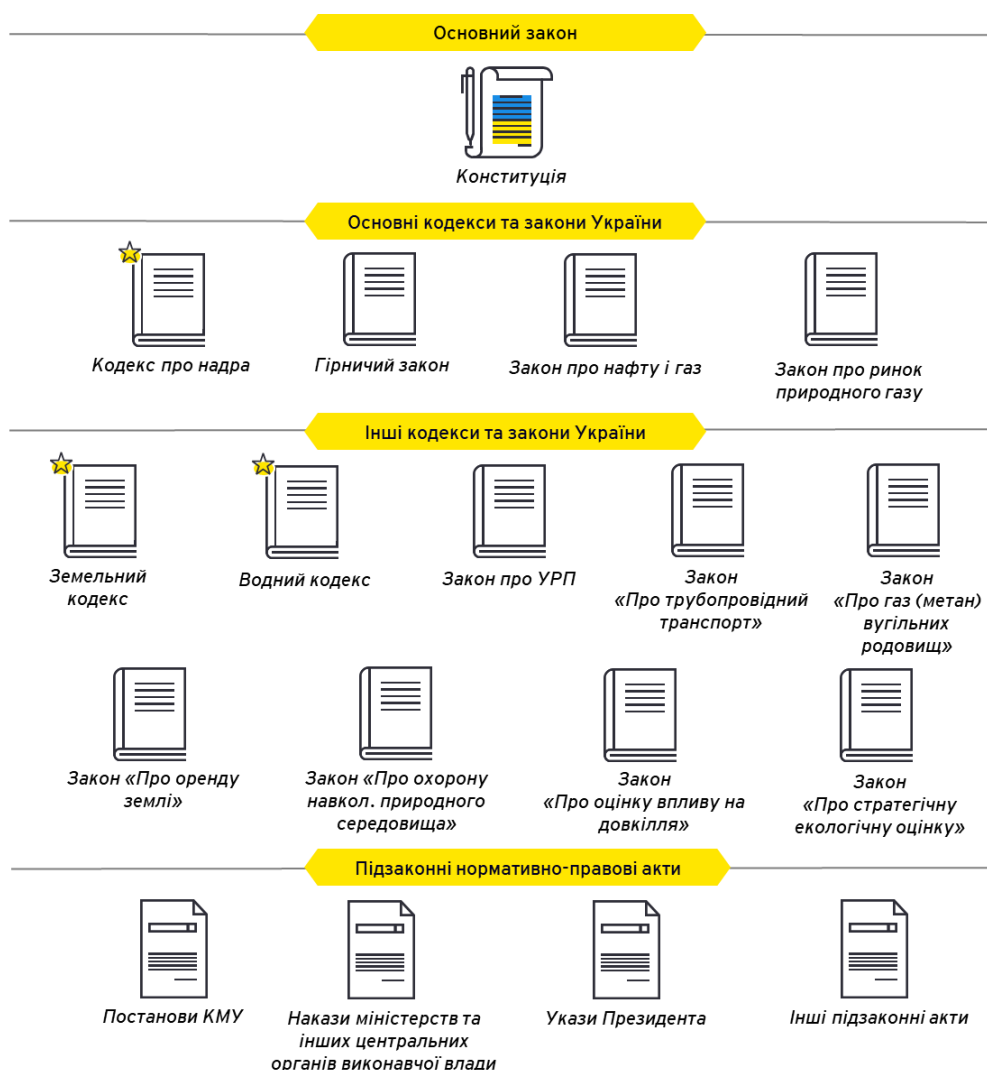 Основний закон
Конституція
Основні кодекси та закони України
Кодекс про надра
Гірничий закон
Закон про нафту і газ
Закон про ринок
природного газу
Інші кодекси та закони України
Земельний
кодекс
Водний кодекс
Закон про УРП
Закон
«Про трубопровідний
транспорт»
Закон
«Про газ (метан)
вугільних
родовищ»
Закон «Про оренду
землі»
Закон «Про охорону
навкол. природного
середовища»
Закон
«Про оцінку впливу на
довкілля»
Закон
«Про стратегічну
екологічну оцінку»
Підзаконні нормативно-правові акти
Постанови КМУ
Накази міністерств та
інших центральних
органів виконавчої влади
Укази Президента
Інші підзаконні акти